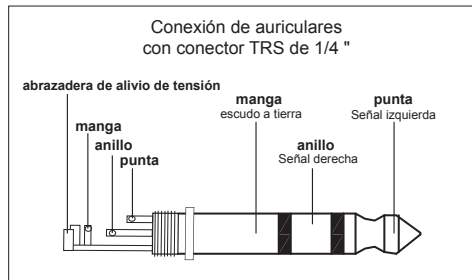 Conexión de auriculares
con conector TRS de 1/4 "
abrazadera de alivio de tensión
manga
anillo
punta
manga
escudo a tierra
anillo
Señal derecha
punta
Señal izquierda